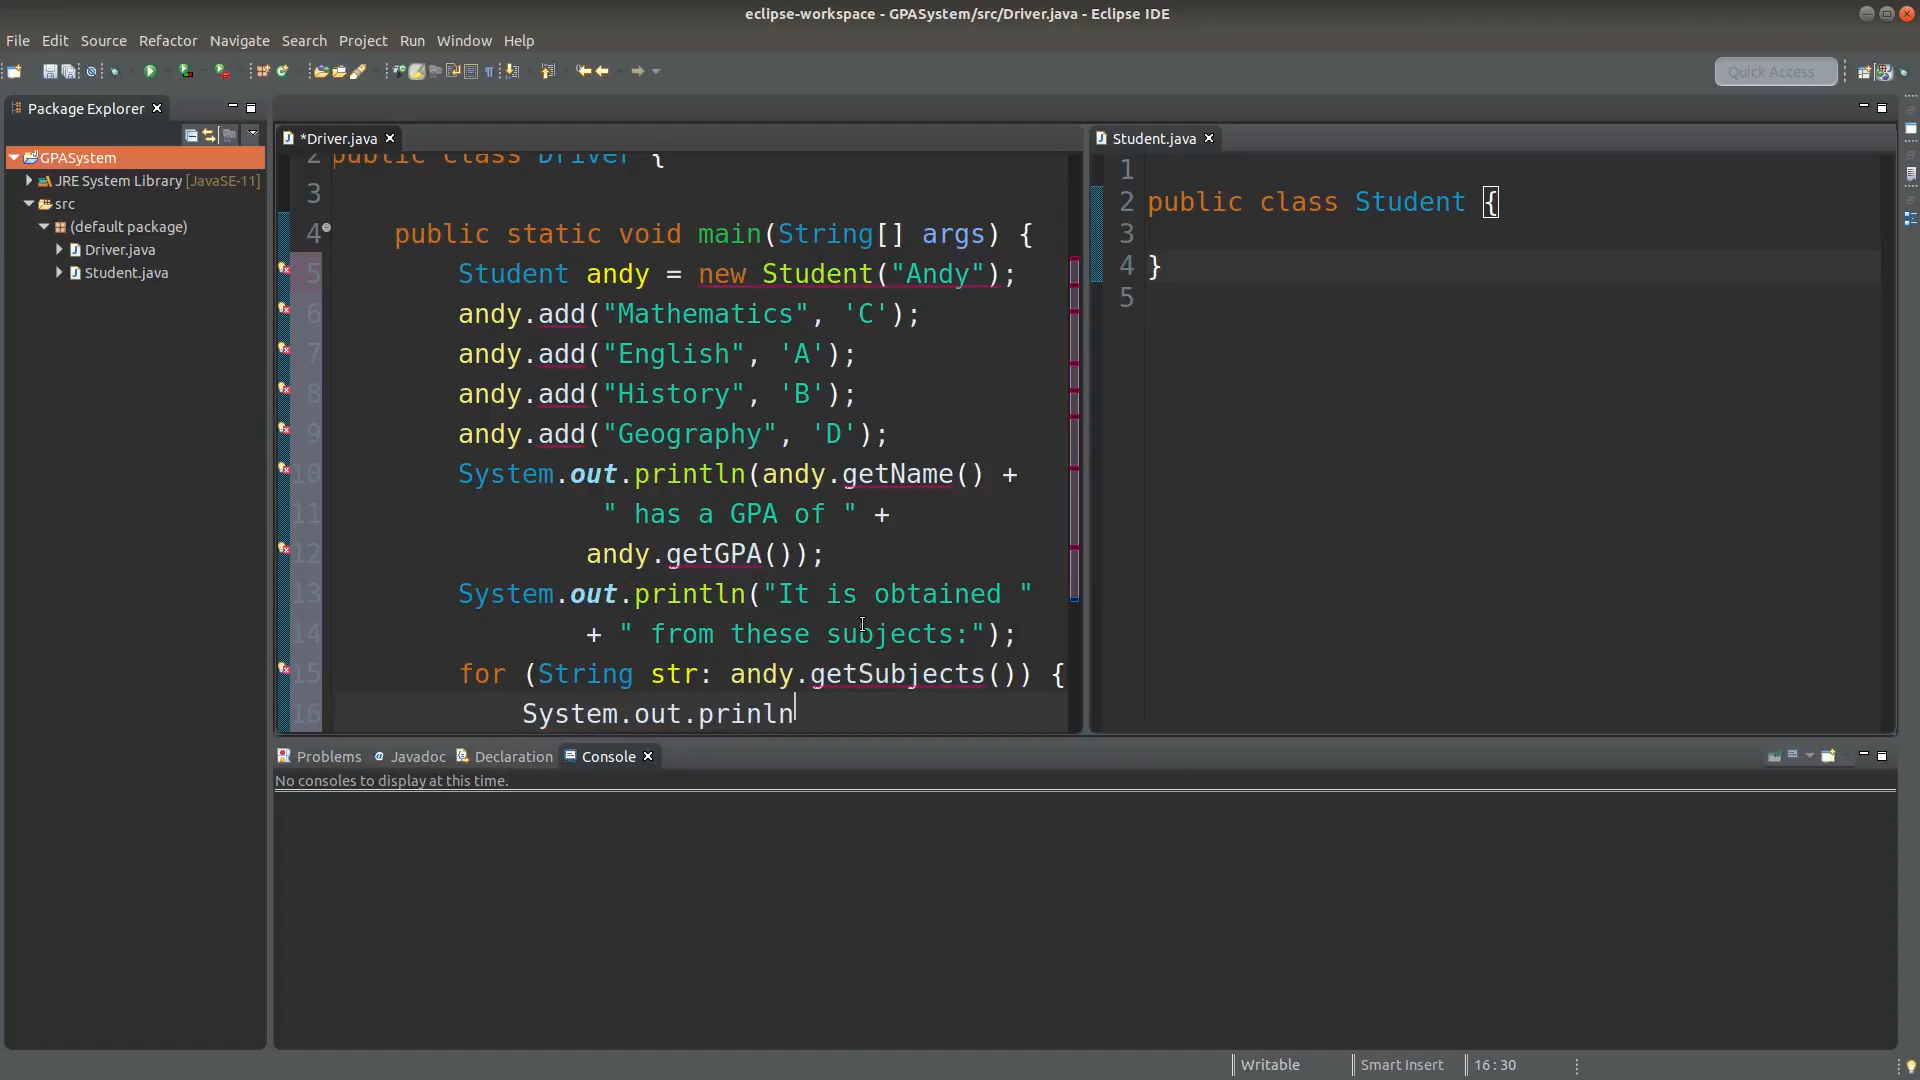 eclipse-workspace - GPASystem/src/Driver.java - Eclipse IDE
File Edit Source Refactor Navigate Search Project Run Window Help
Quick Access
Package Explorer
GPASystem
JRE System Library [JavaSE-11]
src
(default package)
Driver.java
Student.java
*Driver.java
2 public class Driver {
3
4 public static void main(String[] args) {
5 Student andy = new Student("Andy");
6 andy.add("Mathematics", 'C');
7 andy.add("English", 'A');
8 andy.add("History", 'B');
9 andy.add("Geography", 'D');
10 System.out.println(andy.getName() +
11 " has a GPA of " +
12 andy.getGPA());
13 System.out.println("It is obtained "
14 + " from these subjects:");
15 for (String str: andy.getSubjects()) {
16 System.out.prinln
Student.java
1
2 public class Student {
3
4 }
5
Problems Javadoc Declaration Console
No consoles to display at this time.
Writable Smart Insert 16 : 30